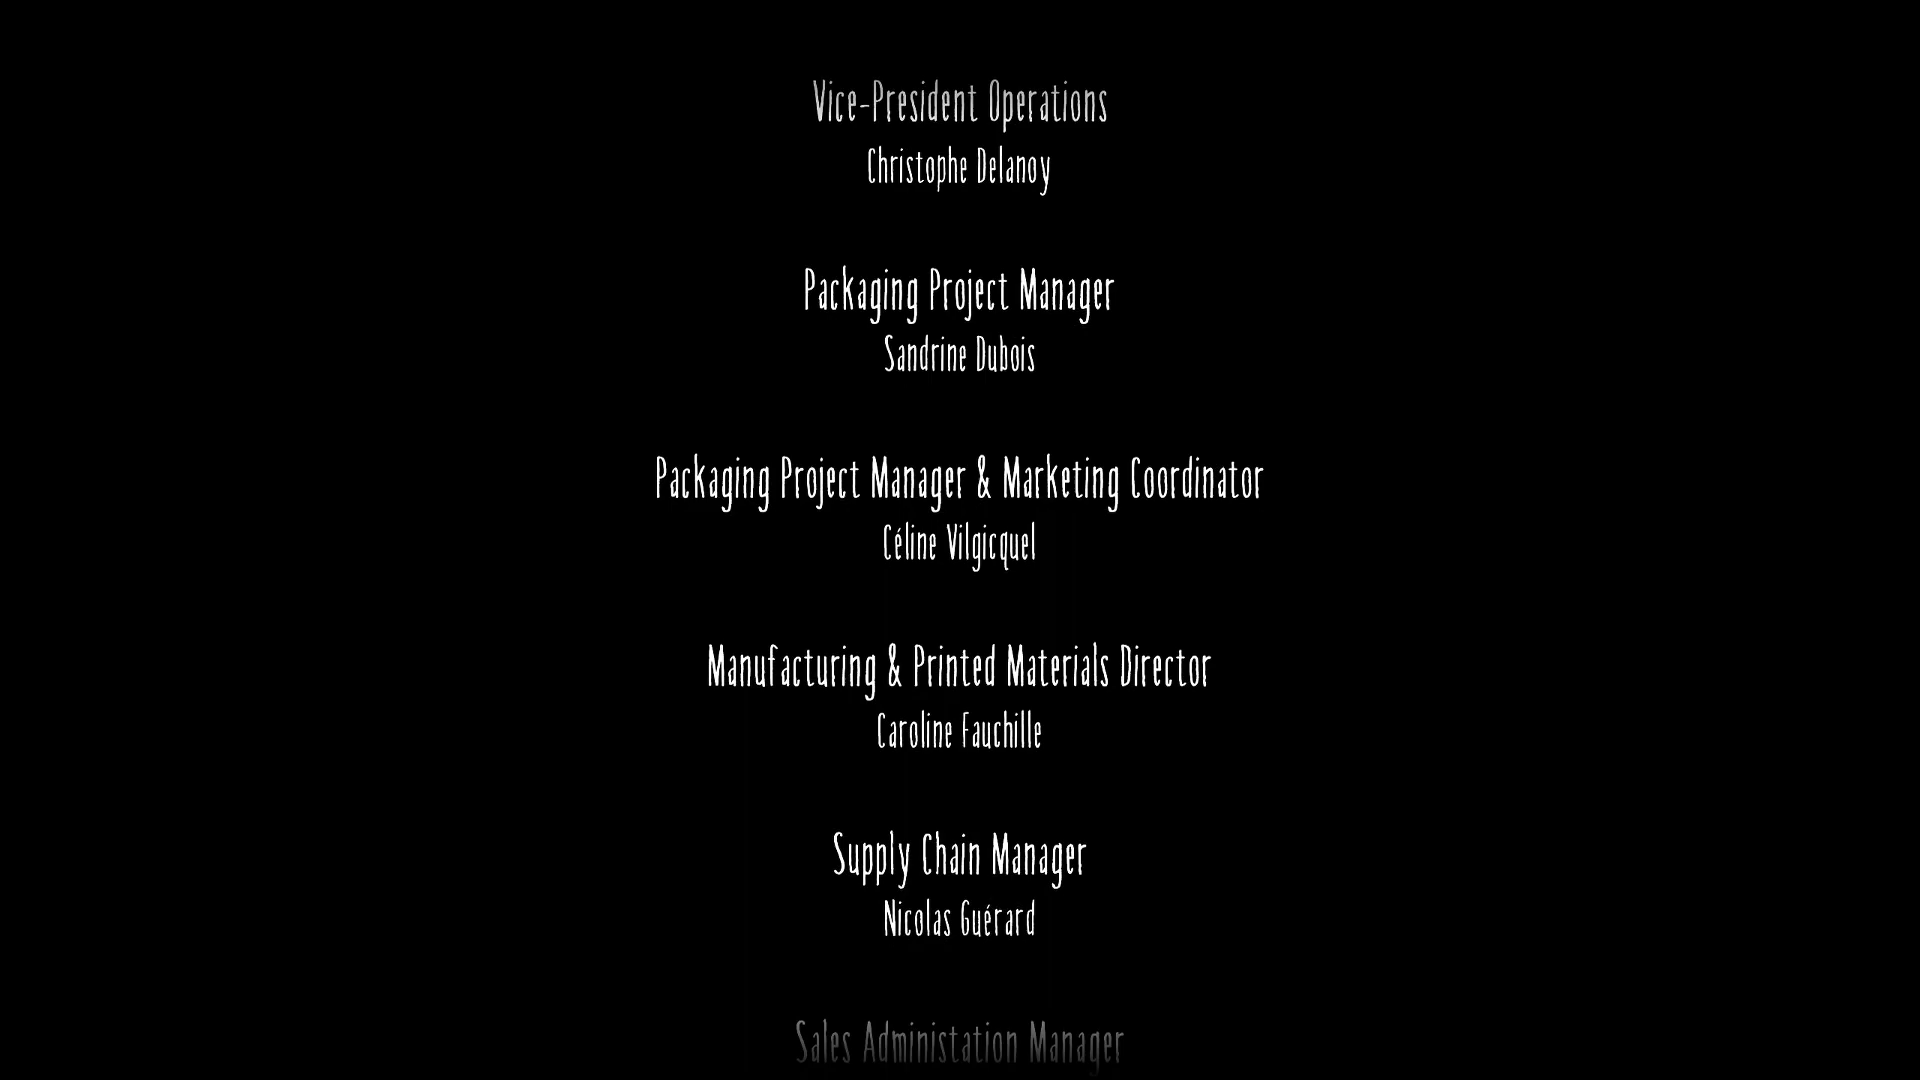 Vice-President Operations
Christophe Delanoy
Packaging Project Manager
Sandrine Dubois
Packaging Project Manager & Marketing Coordinator
Céline Vilgicquel
Manufacturing & Printed Materials Director
Caroline Fauchille
Supply Chain Manager
Nicolas Guérard
Sales Administation Manager